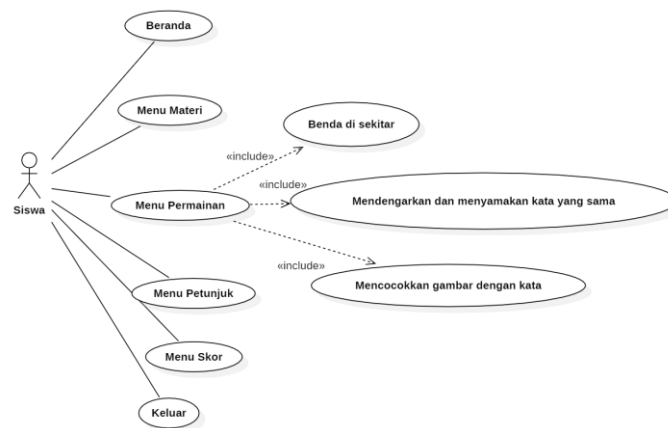 Beranda
Menu Materi
Benda di sekitar
«include»
«include»
Mendengarkan dan menyamakan kata yang sama
Siswa
Menu Permainan
«include»
Mencocokkan gambar dengan kata
Menu Petunjuk
Menu Skor
Keluar